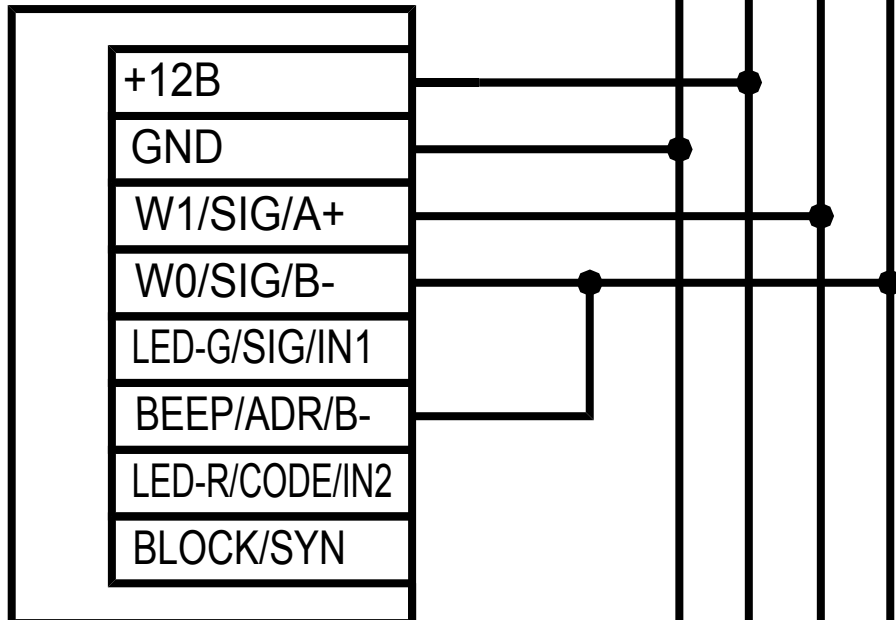 +12В
GND
W1/SIG/A+
W0/SIG/B-
LED-G/SIG/IN1
BEEP/ADR/B-
LED-R/CODE/IN2
BLOCK/SYN